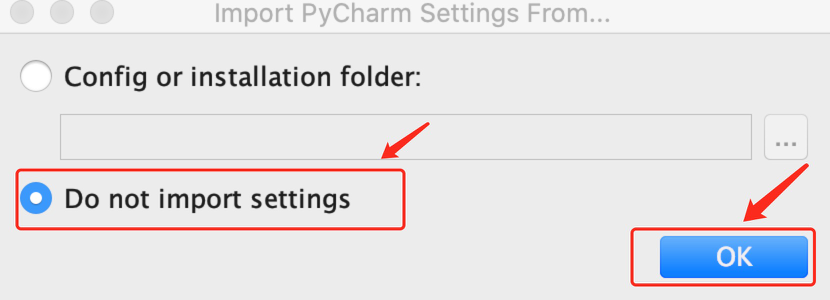 Import PyCharm Settings From...
Config or installation folder:
...
Do not import settings
OK